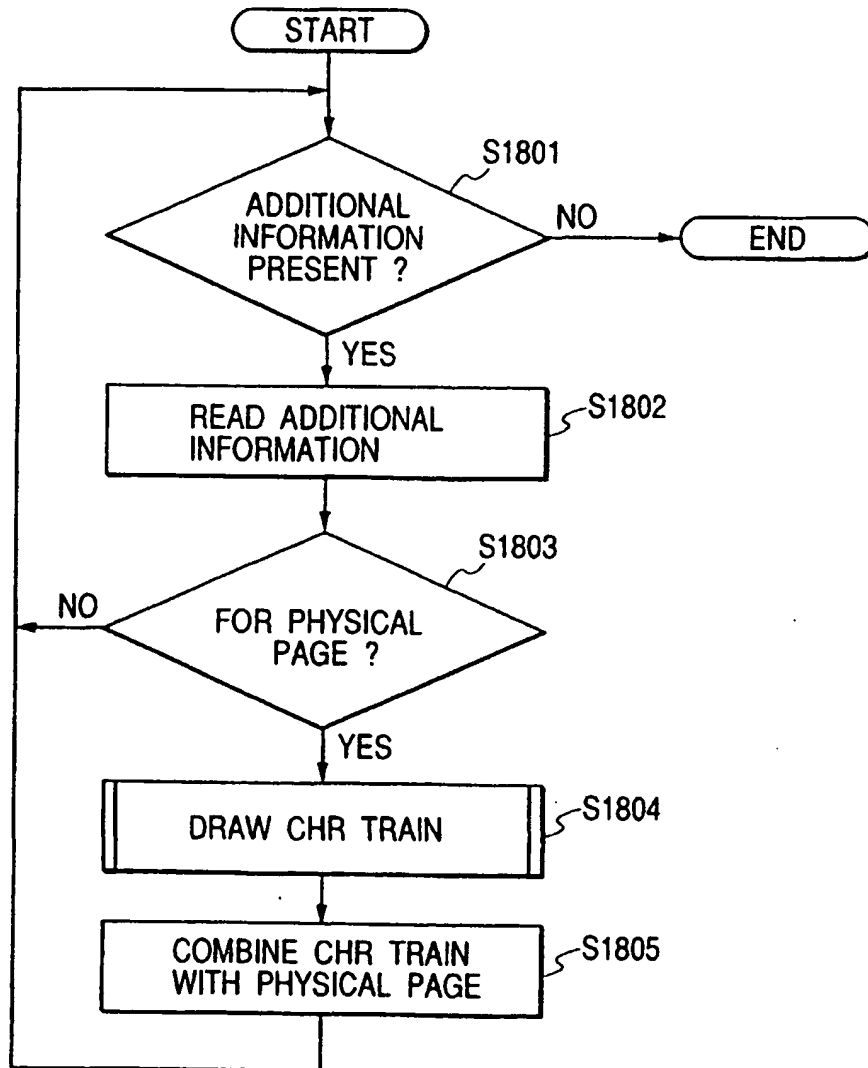 START
S1801
ADDITIONAL
INFORMATION
PRESENT ?
NO
END
YES
READ ADDITIONAL
INFORMATION
S1802
S1803
NO
FOR PHYSICAL
PAGE ?
YES
DRAW CHR TRAIN
S1804
COMBINE CHR TRAIN
WITH PHYSICAL PAGE
S1805